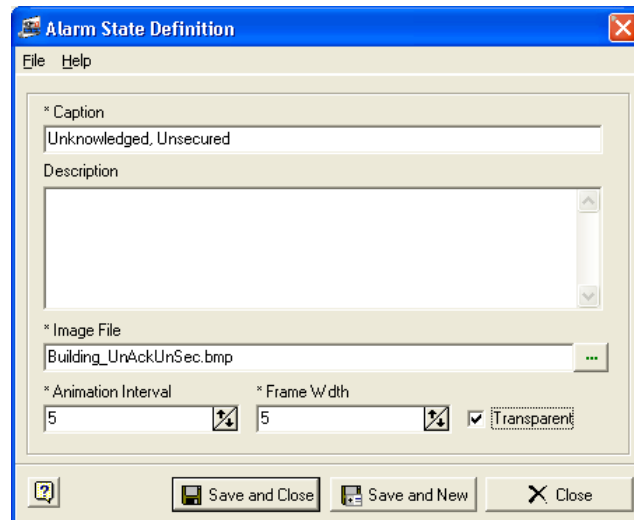 Alarm State Definition
File Help
* Caption
Unknowledged, Unsecured
Description
* Image File
Building_UnAckUnSec.bmp
...
* Animation Interval * Frame Width
5 5 Transparent
Save and Close Save and New Close